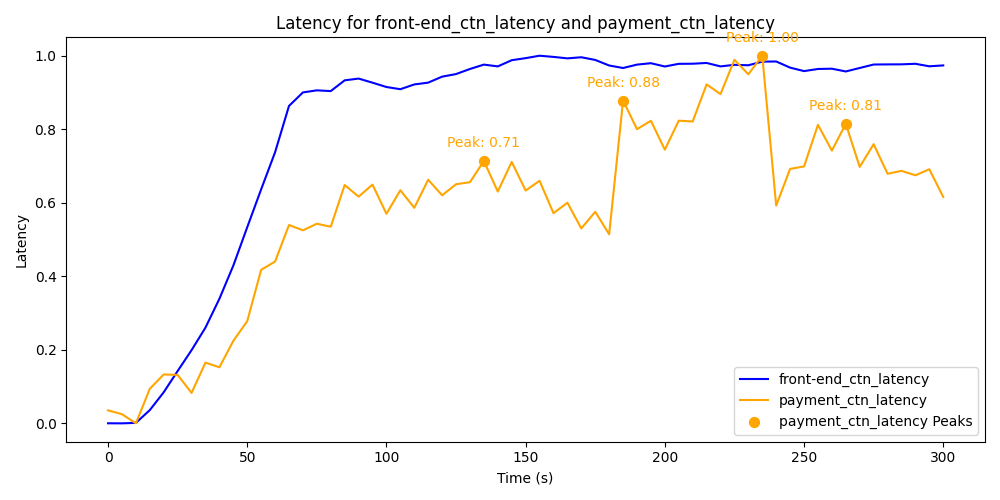 Latency for front-end_ctn_latency and payment_ctn_latency
Peak: 1.00
Peak: 0.88
Peak: 0.81
Peak: 0.71
1.0
0.8
0.6
0.4
0.2
0.0
Latency
front-end_ctn_latency
payment_ctn_latency
payment_ctn_latency Peaks
0 50 100 150 200 250 300
Time (s)